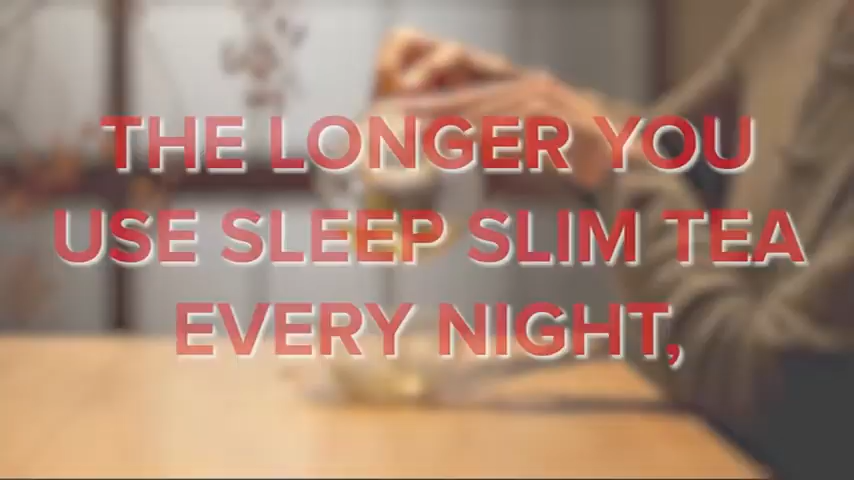 THE LONGER YOU
USE SLEEP SLIM TEA
EVERY NIGHT,